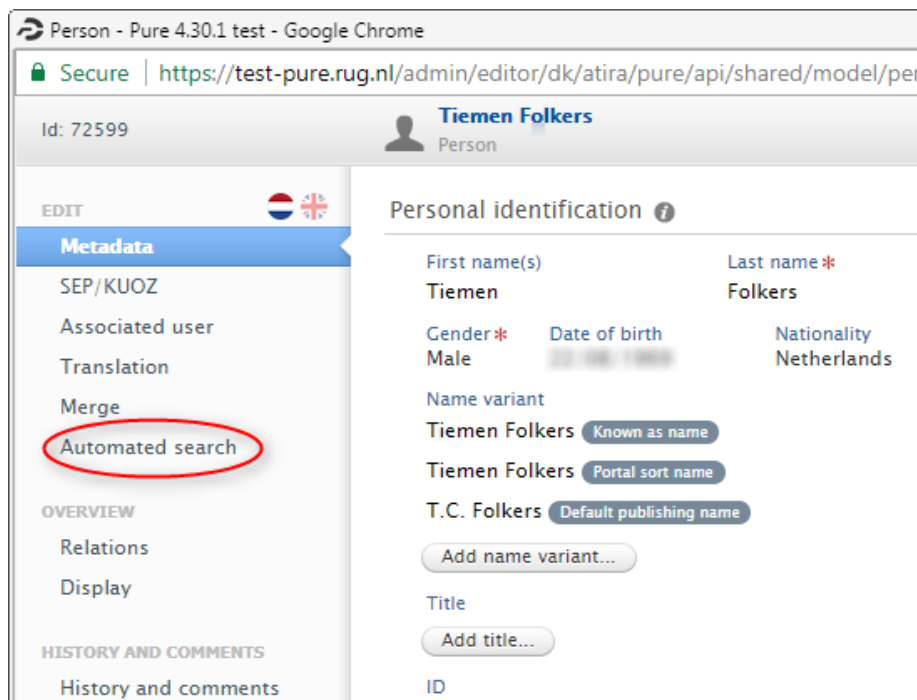 Person - Pure 4.30.1 test - Google Chrome
Secure | https://test-pure.rug.nl/admin/editor/dk/atira/pure/api/shared/model/per
Id: 72599
Tiemen Folkers
Person
EDIT
Metadata
SEP/KUOZ
Associated user
Translation
Merge
Automated search
OVERVIEW
Relations
Display
HISTORY AND COMMENTS
History and comments
Personal identification i
First name(s) Last name *
Tiemen Folkers
Gender * Date of birth Nationality
Male Netherlands
Name variant
Tiemen Folkers Known as name
Tiemen Folkers Portal sort name
T.C. Folkers Default publishing name
Add name variant...
Title
Add title...
ID